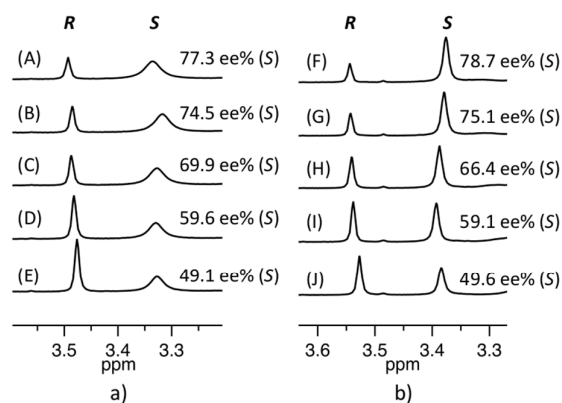 R S
(A) 77.3 ee% (S)
(B) 74.5 ee% (S)
(C) 69.9 ee% (S)
(D) 59.6 ee% (S)
(E) 49.1 ee% (S)
3.5 3.4 3.3
ppm
a)
R S
(F) 78.7 ee% (S)
(G) 75.1 ee% (S)
(H) 66.4 ee% (S)
(I) 59.1 ee% (S)
(J) 49.6 ee% (S)
3.6 3.5 3.4 3.3
ppm
b)